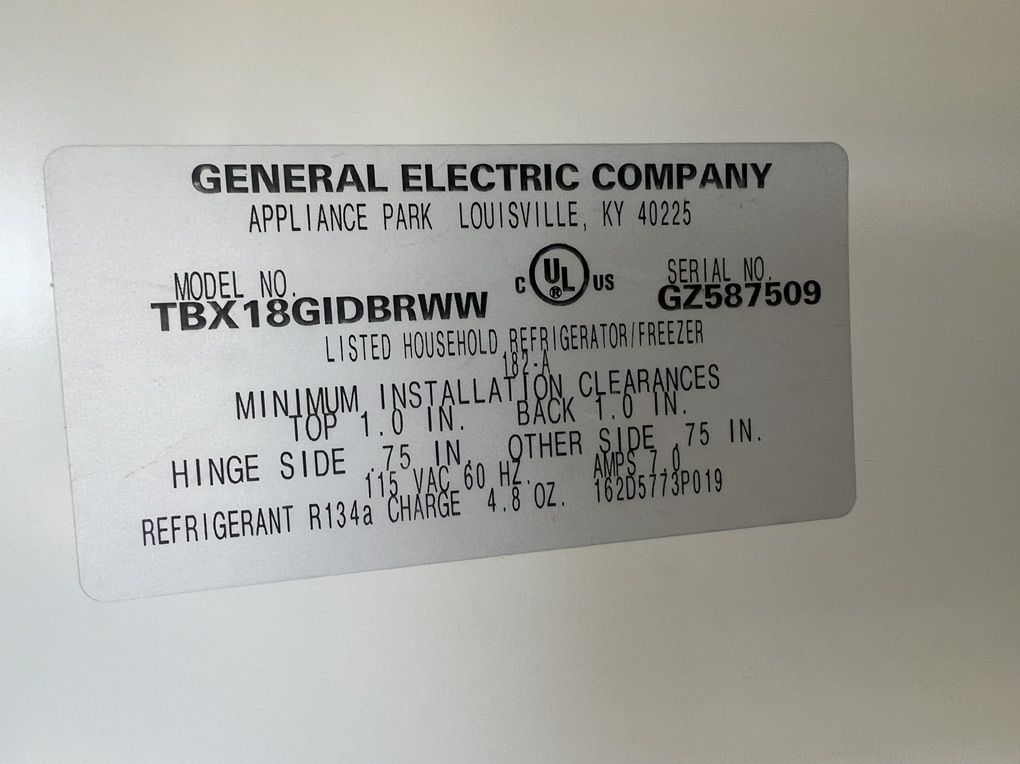 GENERAL ELECTRIC COMPANY
APPLIANCE PARK LOUISVILLE, KY 40225
MODEL NO. C UL ® US SERIAL NO.
TBX18GIDBRWW GZ587509
LISTED HOUSEHOLD REFRIGERATOR/FREEZER
182-A
MINIMUM INSTALLATION CLEARANCES
TOP 1.0 IN. BACK 1.0 IN.
HINGE SIDE .75 IN. OTHER SIDE .75 IN.
115 VAC 60 HZ. AMPS 7.0
REFRIGERANT R134a CHARGE 4.8 OZ. 162D5773P019